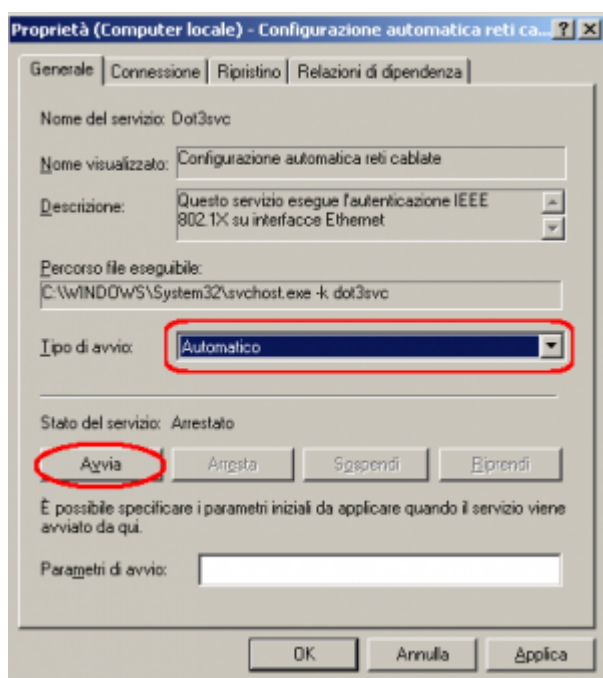 Proprietà (Computer locale) - Configurazione automatica reti ca...
Generale Connessione Ripristino Relazioni di dipendenza
Nome del servizio: Dot3svc
Nome visualizzato: Configurazione automatica reti cablate
Descrizione: Questo servizio esegue l'autenticazione IEEE
802.1X su interfacce Ethernet
Percorso file eseguibile:
C:\WINDOWS\System32\svchost.exe -k dot3svc
Tipo di avvio: Automatico
Stato del servizio: Arrestato
Avvia Arresta Sospendi Riprendi
È possibile specificare i parametri iniziali da applicare quando il servizio viene
avviato da qui.
Parametri di avvio:
OK Annulla Applica